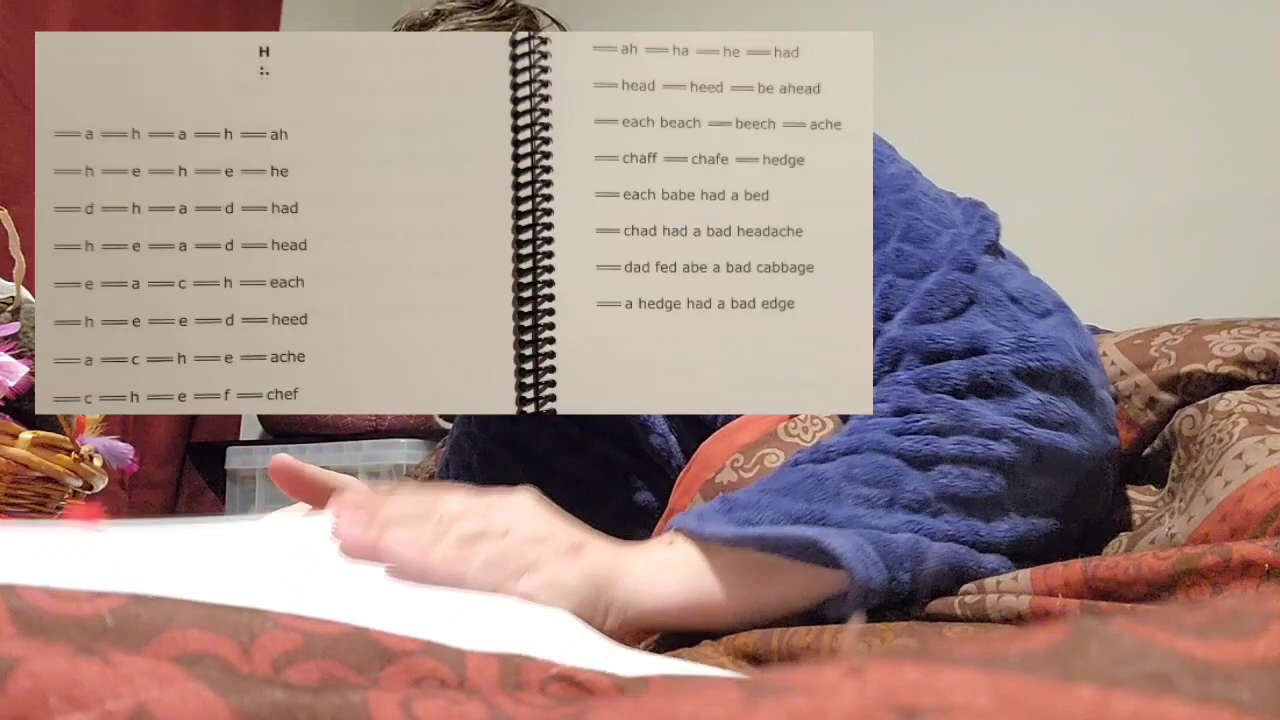 H
⠓
══ a ══ h ══ a ══ h ══ ah
══ h ══ e ══ h ══ e ══ he
══ d ══ h ══ a ══ d ══ had
══ h ══ e ══ a ══ d ══ head
══ e ══ a ══ c ══ h ══ each
══ h ══ e ══ e ══ d ══ heed
══ a ══ c ══ h ══ e ══ ache
══ c ══ h ══ e ══ f ══ chef
══ ah ══ ha ══ he ══ had
══ head ══ heed ══ be ahead
══ each beach ══ beech ══ ache
══ chaff ══ chafe ══ hedge
══ each babe had a bed
══ chad had a bad headache
══ dad fed abe a bad cabbage
══ a hedge had a bad edge